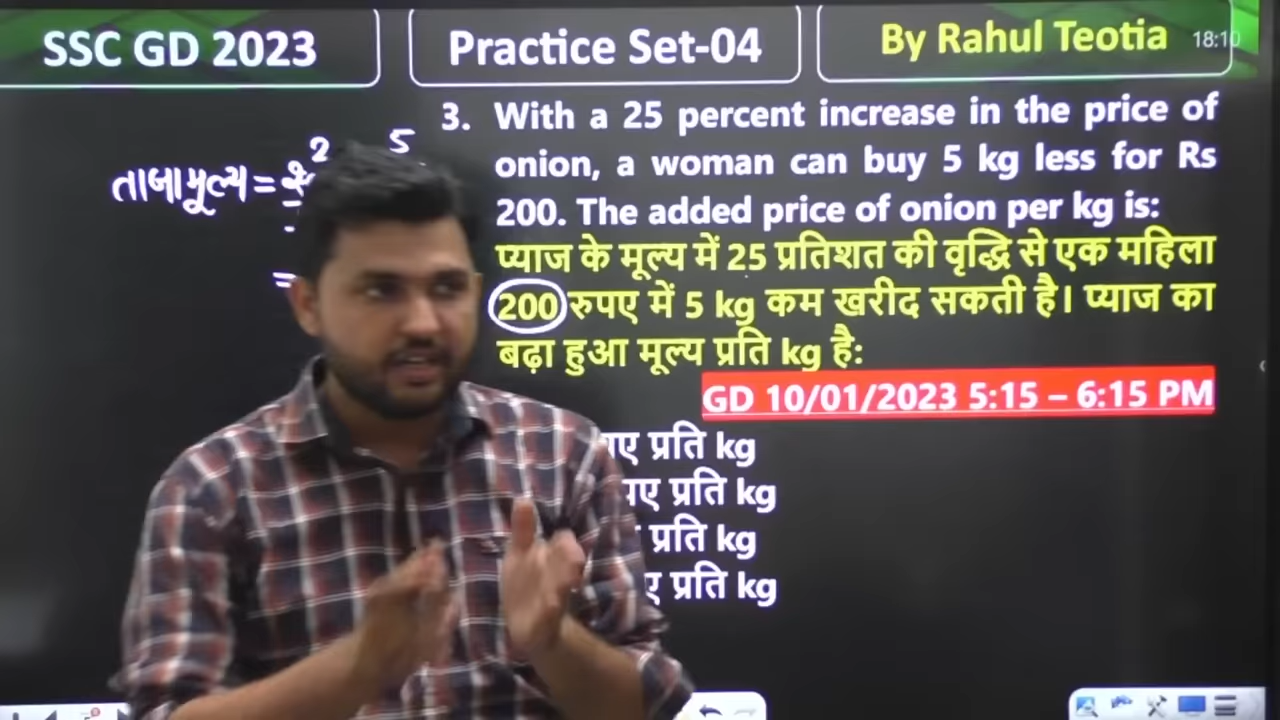 SSC GD 2023
Practice Set-04
By Rahul Teotia
18:10
3. With a 25 percent increase in the price of
onion, a woman can buy 5 kg less for Rs
200. The added price of onion per kg is:
प्याज के मूल्य में 25 प्रतिशत की वृद्धि से एक महिला
200 रुपए में 5 kg कम खरीद सकती है। प्याज का
बढ़ा हुआ मूल्य प्रति kg है:
GD 10/01/2023 5:15 – 6:15 PM
प्रति kg
प्रति kg
प्रति kg
प्रति kg
2 5
ताजा मूल्य =
=